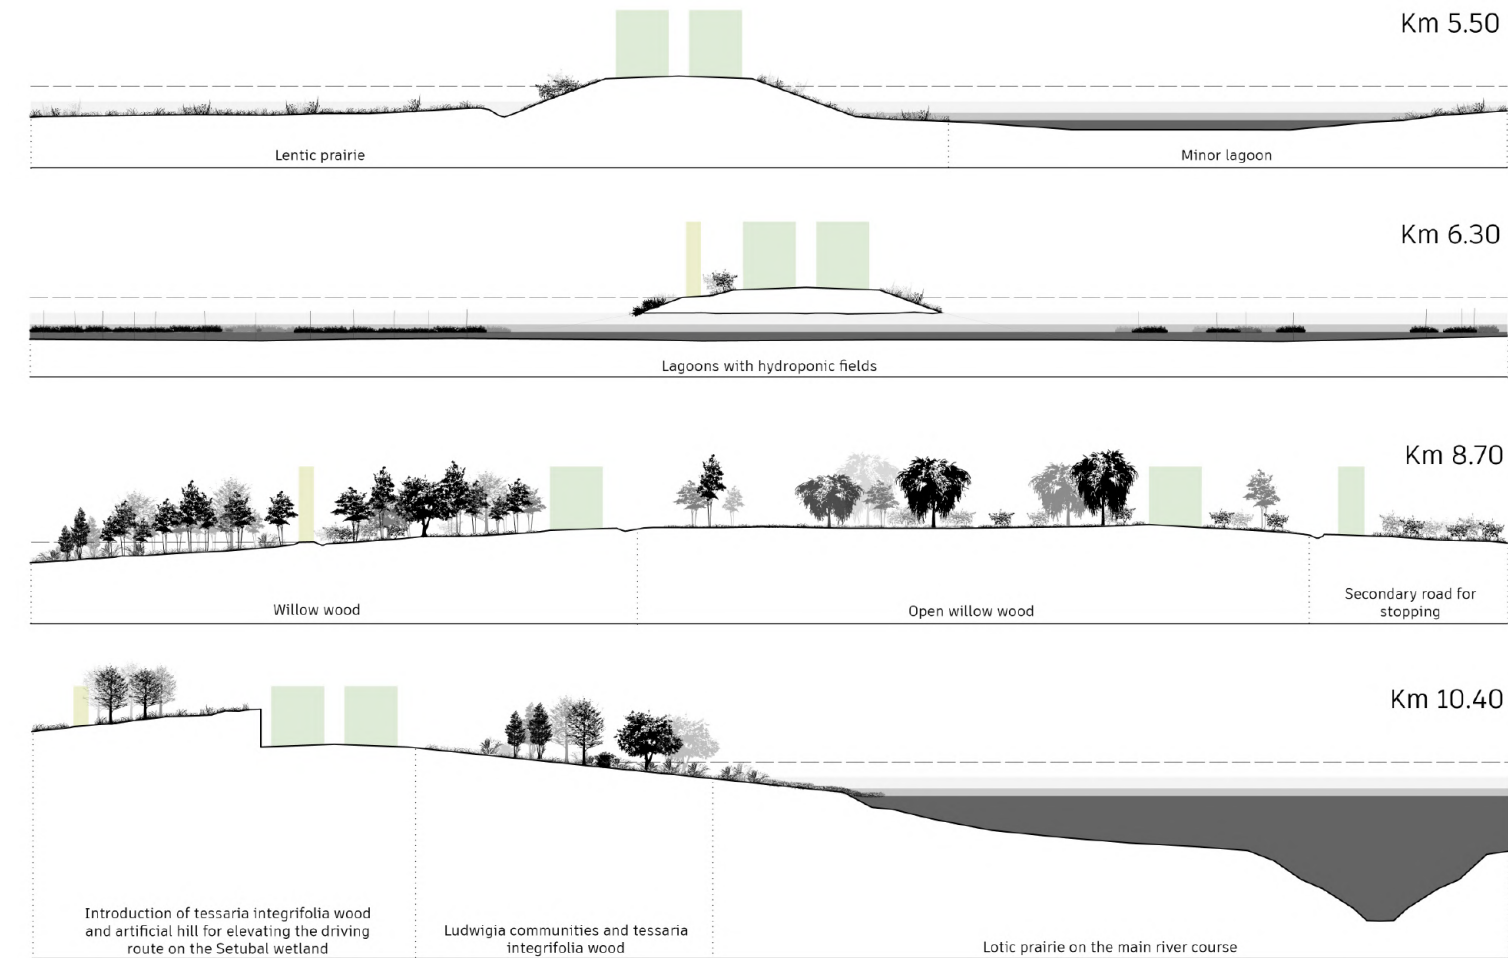 Km 5.50
Lentic prairie
Minor lagoon
Km 6.30
Lagoons with hydroponic fields
Km 8.70
Willow wood
Open willow wood
Secondary road for
stopping
Km 10.40
Introduction of tessaria integrifolia wood
and artificial hill for elevating the driving
route on the Setubal wetland
Ludwigia communities and tessaria
integrifolia wood
Lotic prairie on the main river course